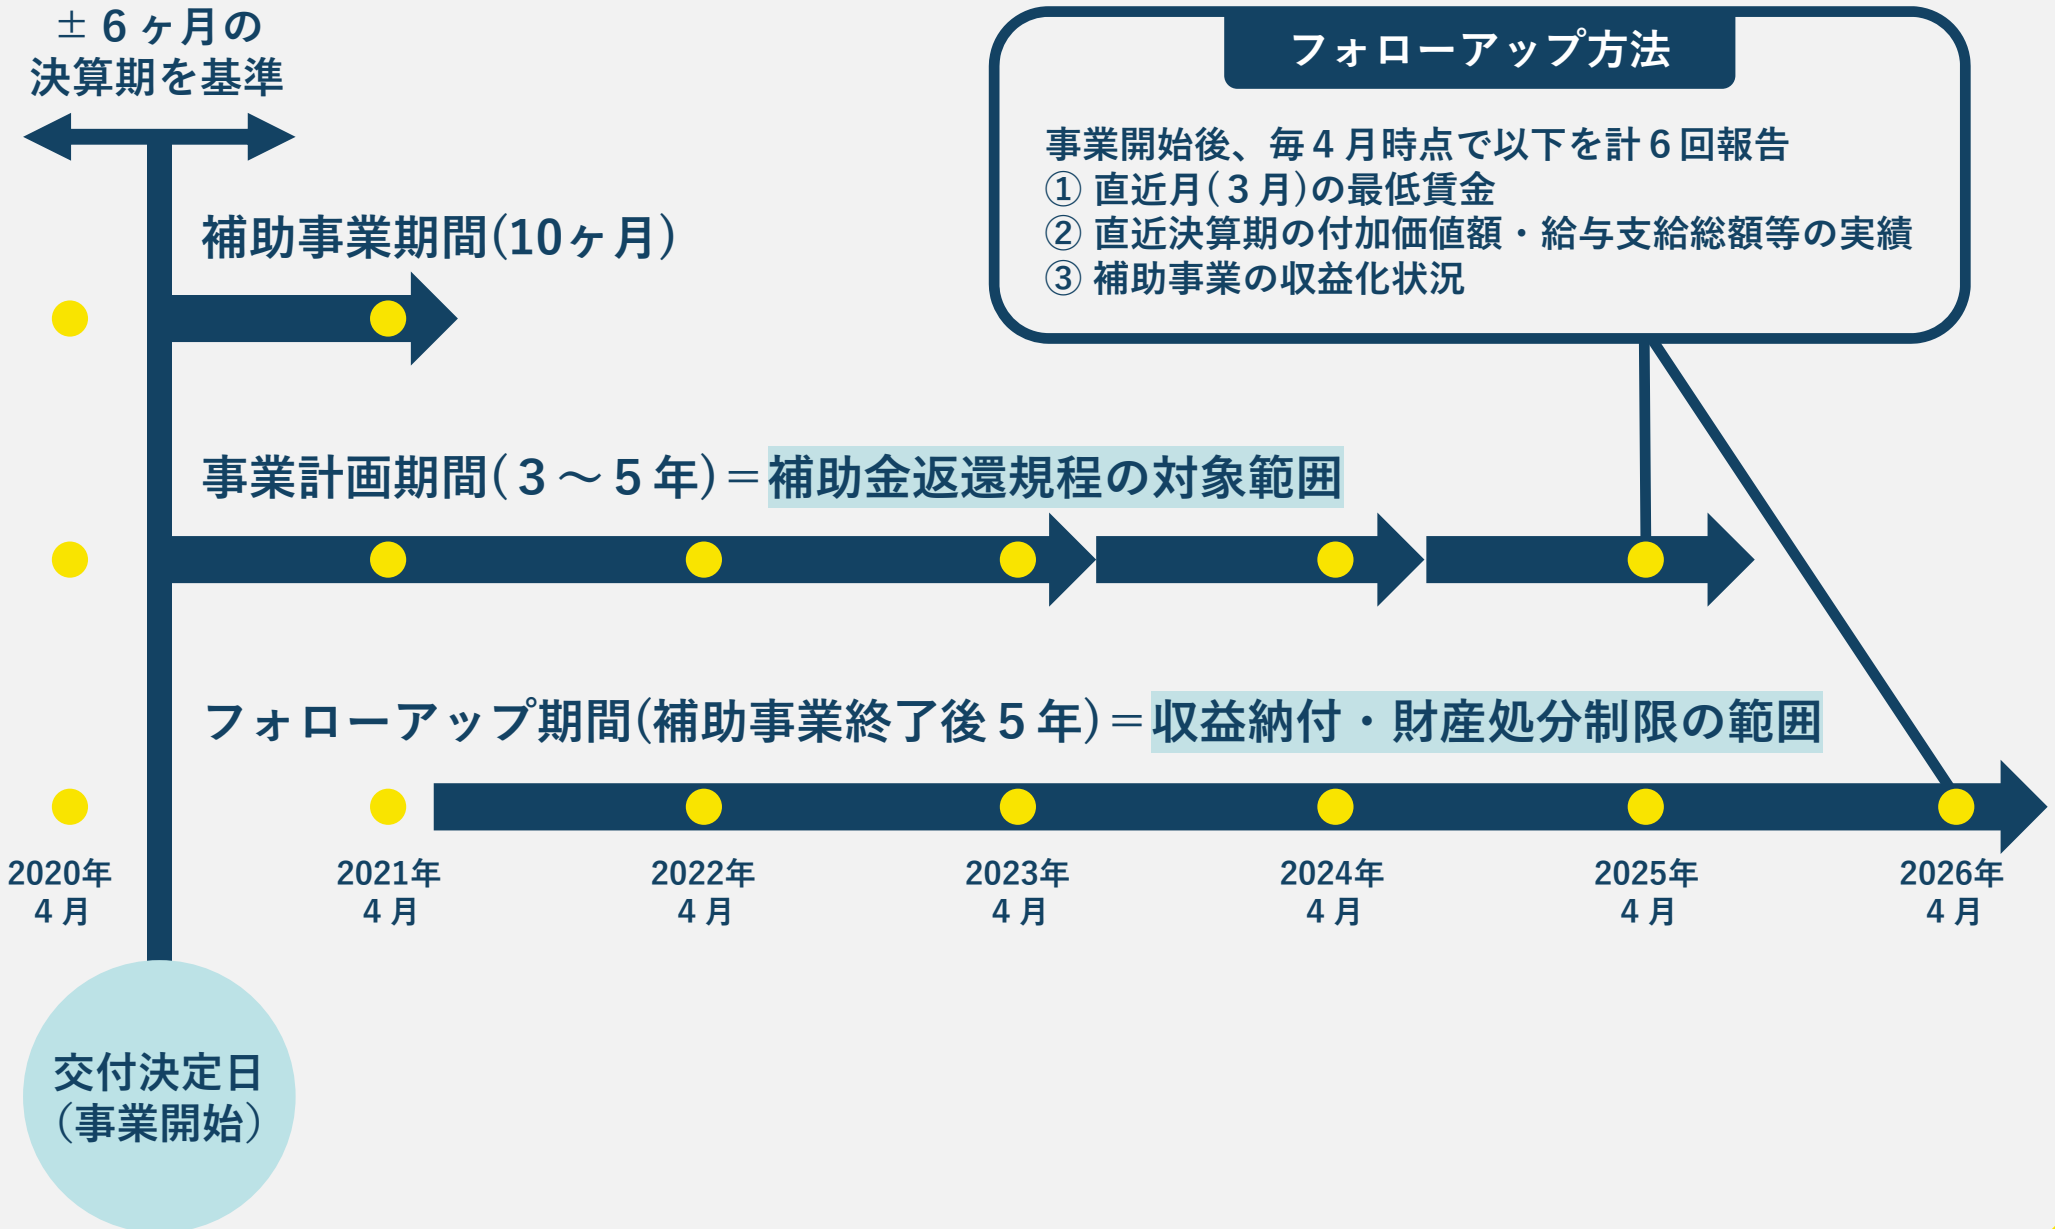 ±６ヶ月の
決算期を基準
フォローアップ方法
事業開始後、毎４月時点で以下を計６回報告
① 直近月(３月)の最低賃金
② 直近決算期の付加価値額・給与支給総額等の実績
③ 補助事業の収益化状況
補助事業期間(10ヶ月)
事業計画期間(３～５年)＝補助金返還規程の対象範囲
フォローアップ期間(補助事業終了後５年)＝収益納付・財産処分制限の範囲
2020年
４月
2021年
４月
2022年
４月
2023年
４月
2024年
４月
2025年
４月
2026年
４月
交付決定日
（事業開始）